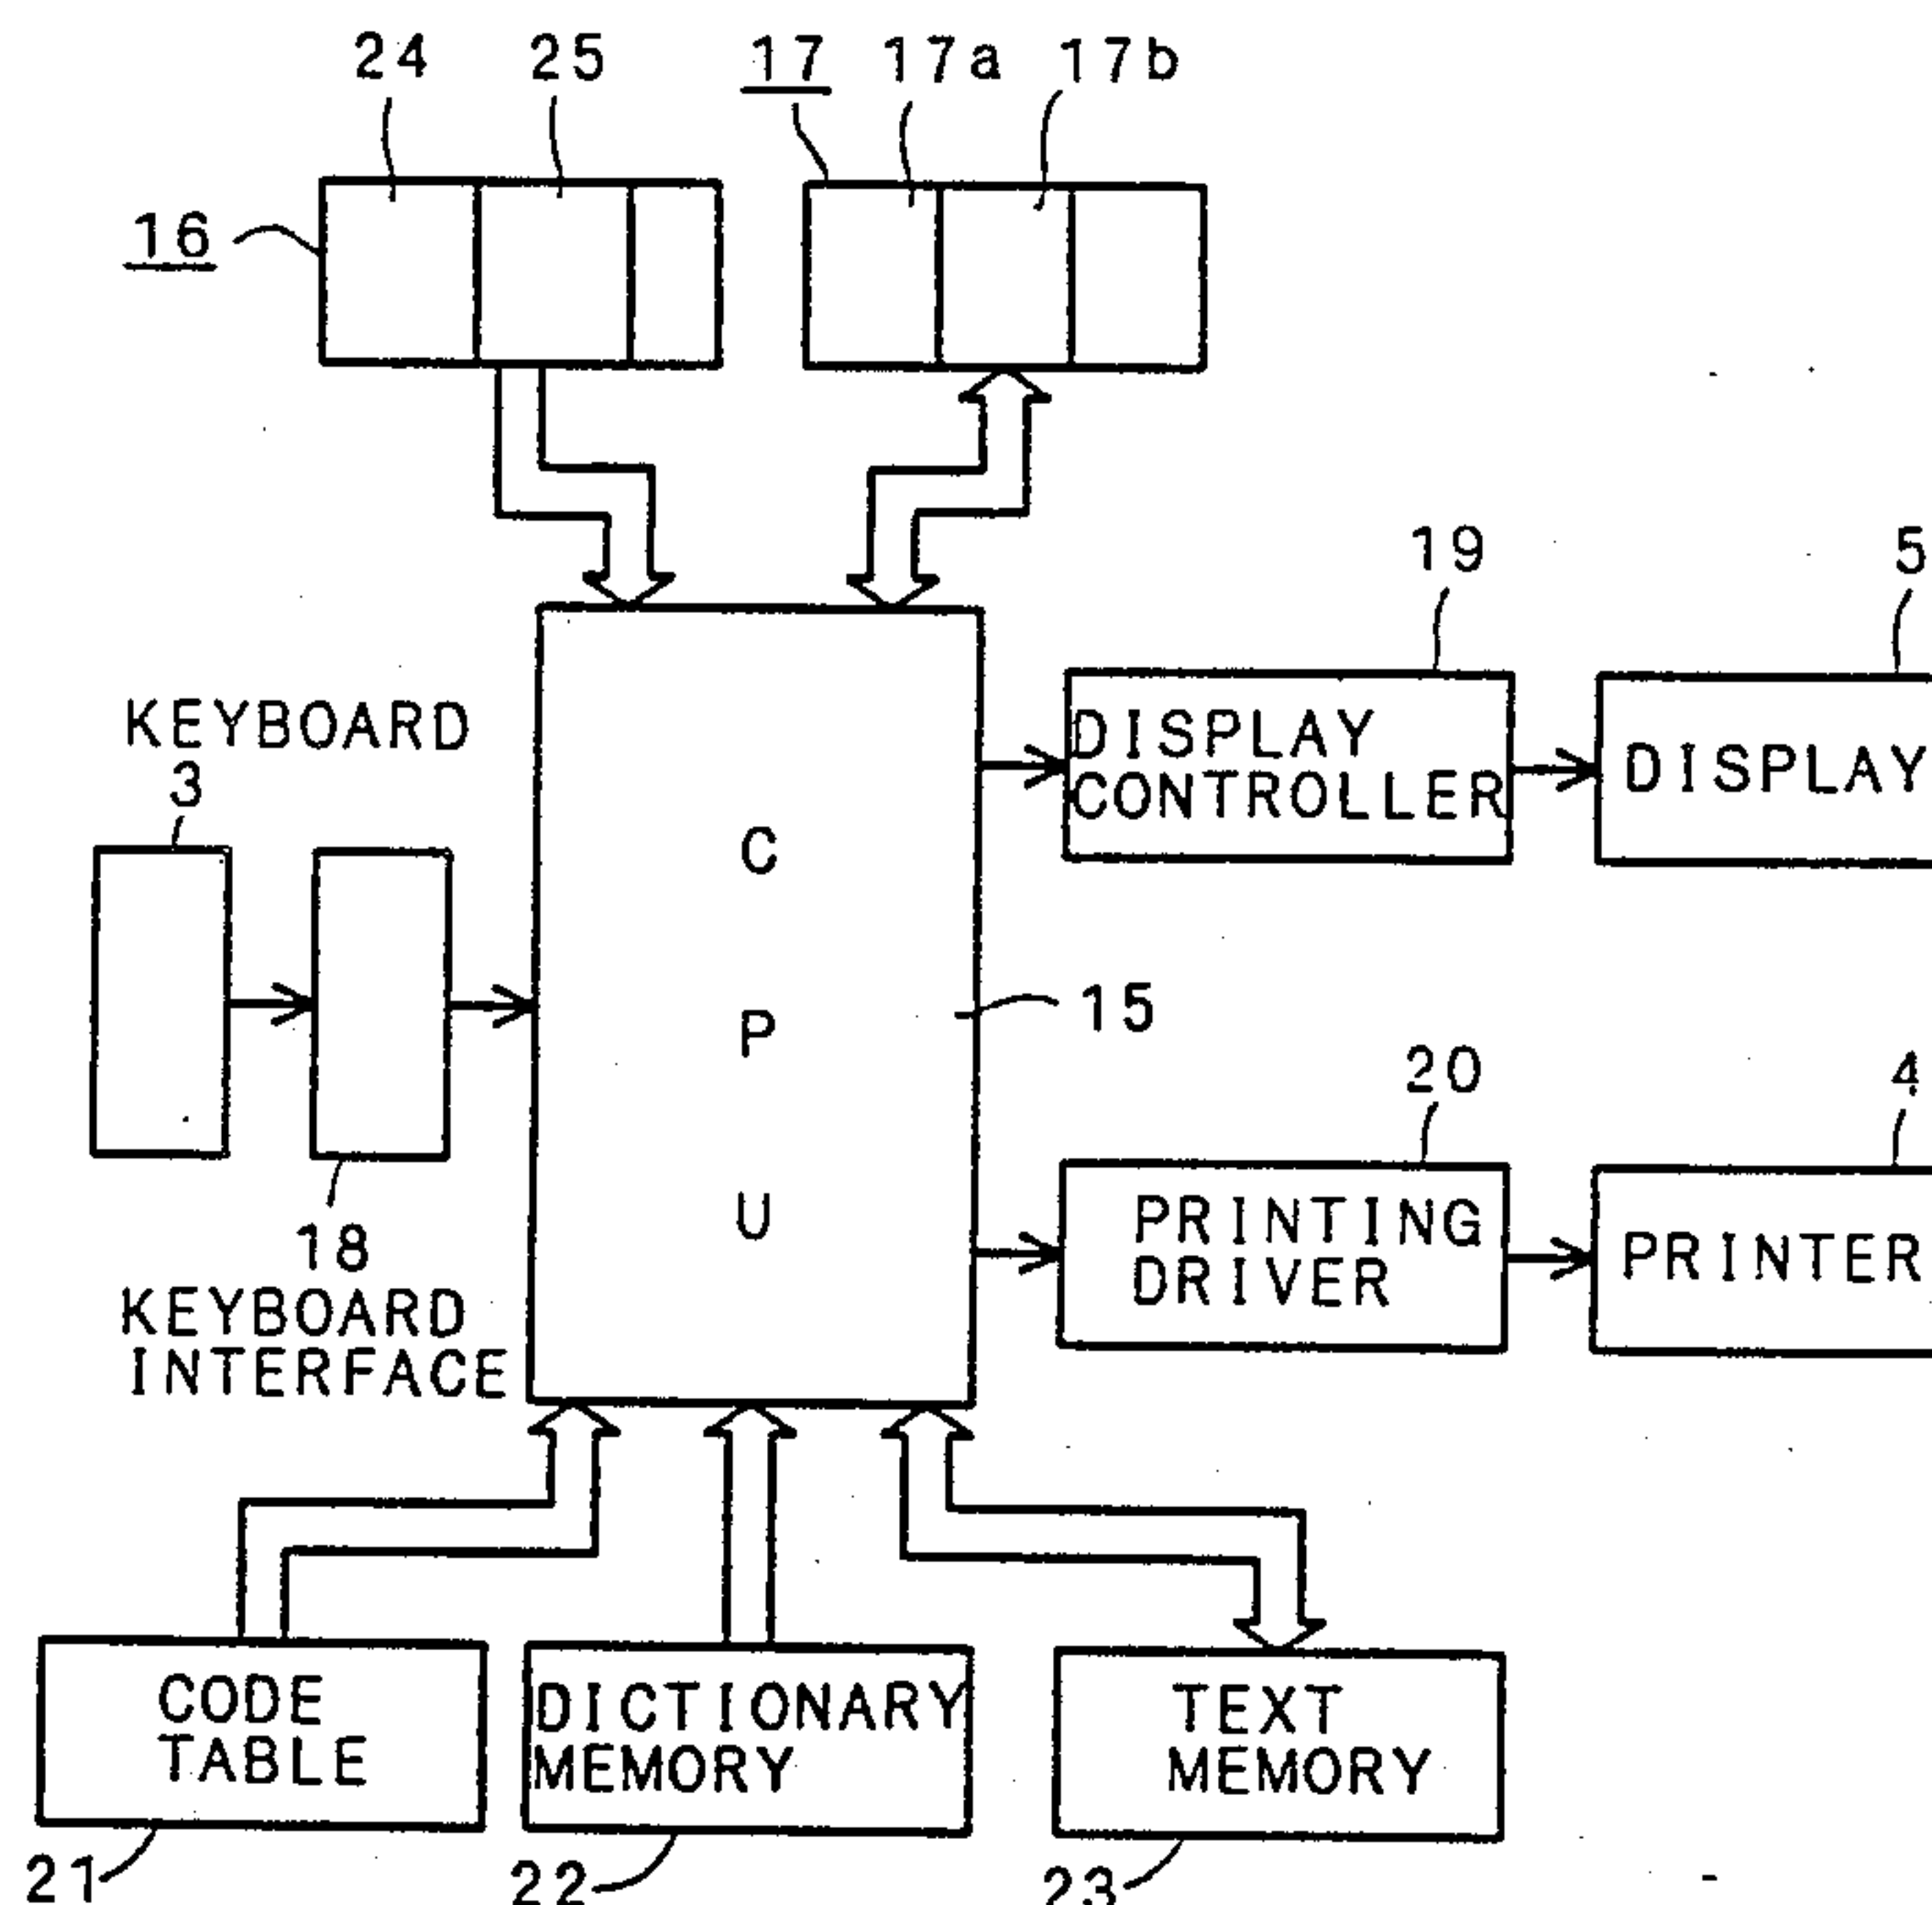 24 25 17 17a 17b
16
19 5
KEYBOARD
3
DISPLAY
CONTROLLER
DISPLAY
C
P
U
15
20 4
18
KEYBOARD
INTERFACE
PRINTING
DRIVER
PRINTER
CODE
TABLE
DICTIONARY
MEMORY
TEXT
MEMORY
21 22 23